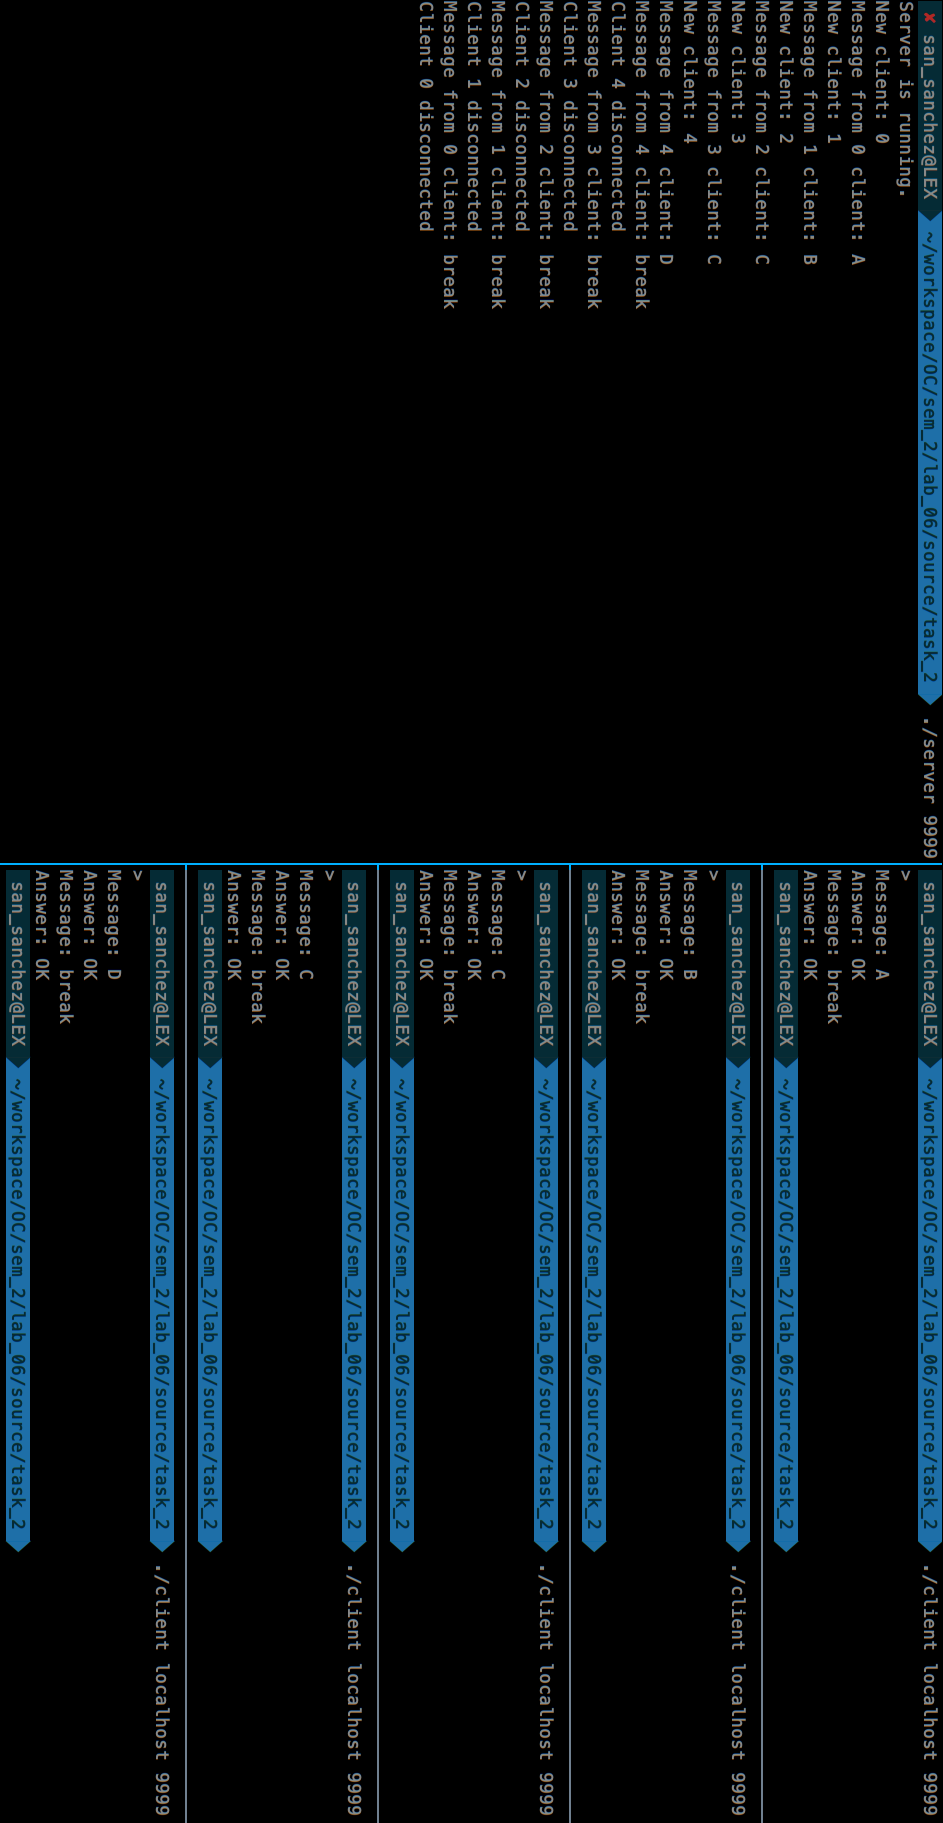 ✘ san_sanchez@LEX ~/workspace/OC/sem_2/lab_06/source/task_2 ./server 9999
Server is running.
New client: 0
Message from 0 client: A
New client: 1
Message from 1 client: B
New client: 2
Message from 2 client: C
New client: 3
Message from 3 client: C
New client: 4
Message from 4 client: D
Message from 4 client: break
Client 4 disconnected
Message from 3 client: break
Client 3 disconnected
Message from 2 client: break
Client 2 disconnected
Message from 1 client: break
Client 1 disconnected
Message from 0 client: break
Client 0 disconnected
san_sanchez@LEX ~/workspace/OC/sem_2/lab_06/source/task_2 ./client localhost 9999
>
Message: A
Answer: OK
Message: break
Answer: OK
san_sanchez@LEX ~/workspace/OC/sem_2/lab_06/source/task_2
san_sanchez@LEX ~/workspace/OC/sem_2/lab_06/source/task_2 ./client localhost 9999
>
Message: B
Answer: OK
Message: break
Answer: OK
san_sanchez@LEX ~/workspace/OC/sem_2/lab_06/source/task_2
san_sanchez@LEX ~/workspace/OC/sem_2/lab_06/source/task_2 ./client localhost 9999
>
Message: C
Answer: OK
Message: break
Answer: OK
san_sanchez@LEX ~/workspace/OC/sem_2/lab_06/source/task_2
san_sanchez@LEX ~/workspace/OC/sem_2/lab_06/source/task_2 ./client localhost 9999
>
Message: C
Answer: OK
Message: break
Answer: OK
san_sanchez@LEX ~/workspace/OC/sem_2/lab_06/source/task_2
san_sanchez@LEX ~/workspace/OC/sem_2/lab_06/source/task_2 ./client localhost 9999
>
Message: D
Answer: OK
Message: break
Answer: OK
san_sanchez@LEX ~/workspace/OC/sem_2/lab_06/source/task_2